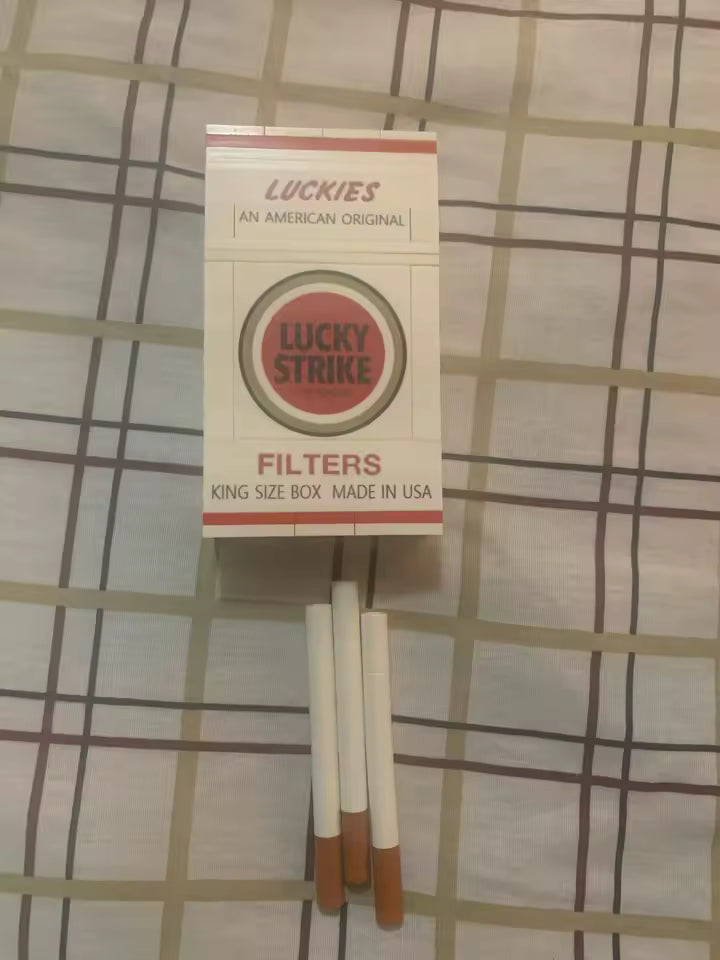 LUCKIES
AN AMERICAN ORIGINAL
LUCKY
STRIKE
FILTERS
KING SIZE BOX MADE IN USA